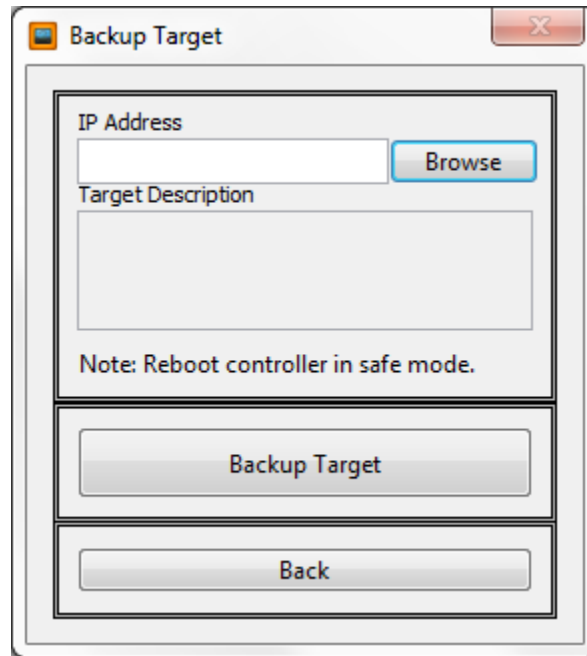 Backup Target
IP Address
Browse
Target Description
Note: Reboot controller in safe mode.
Backup Target
Back